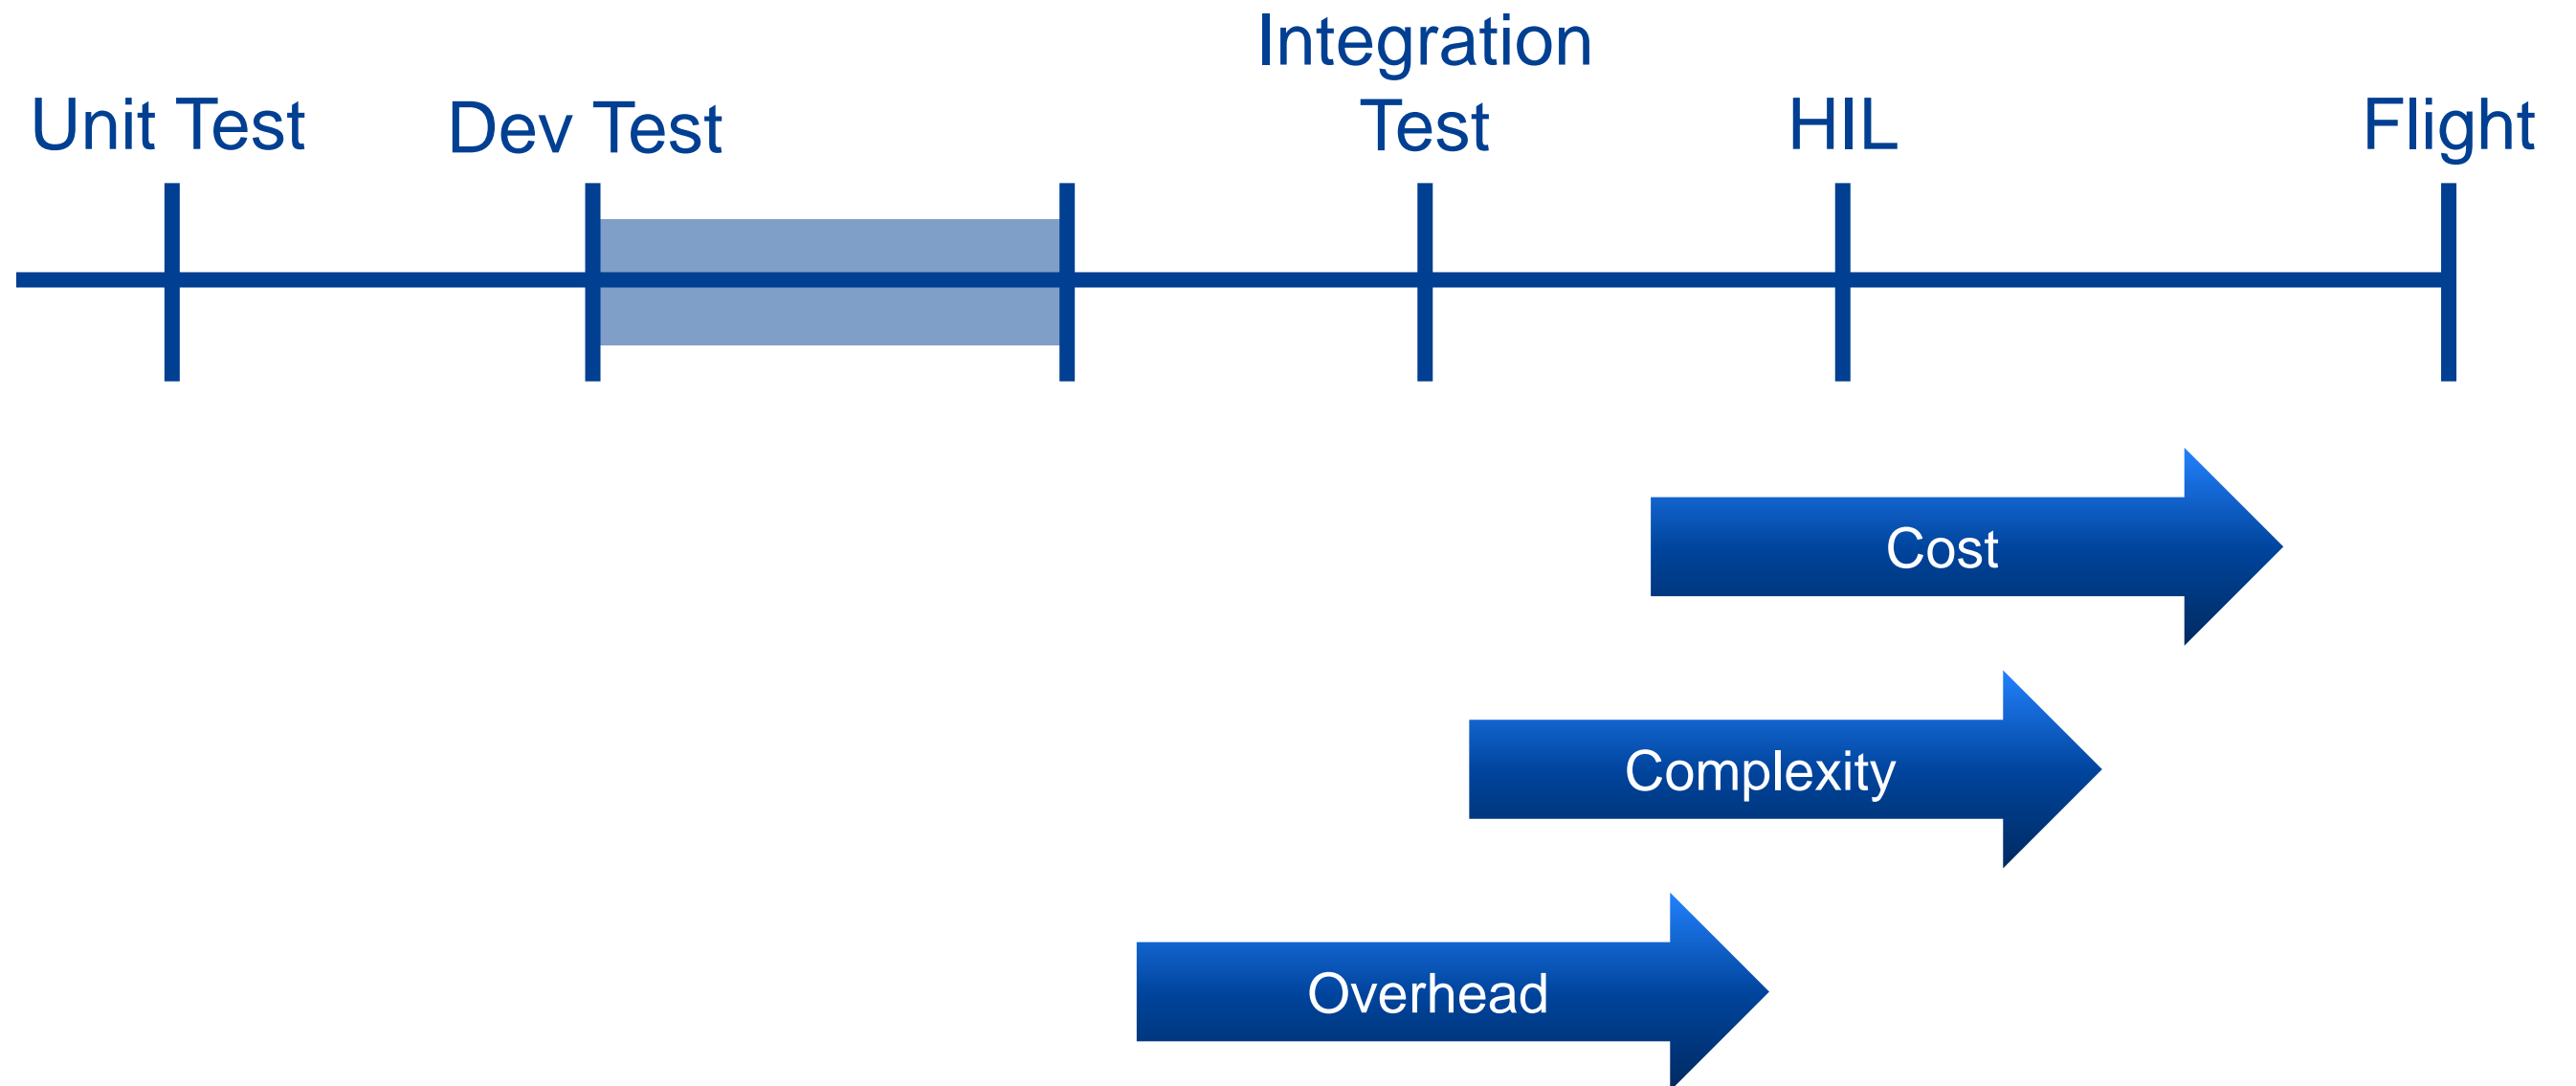 Unit Test
Dev Test
Integration
Test
HIL
Flight
Cost
Complexity
Overhead